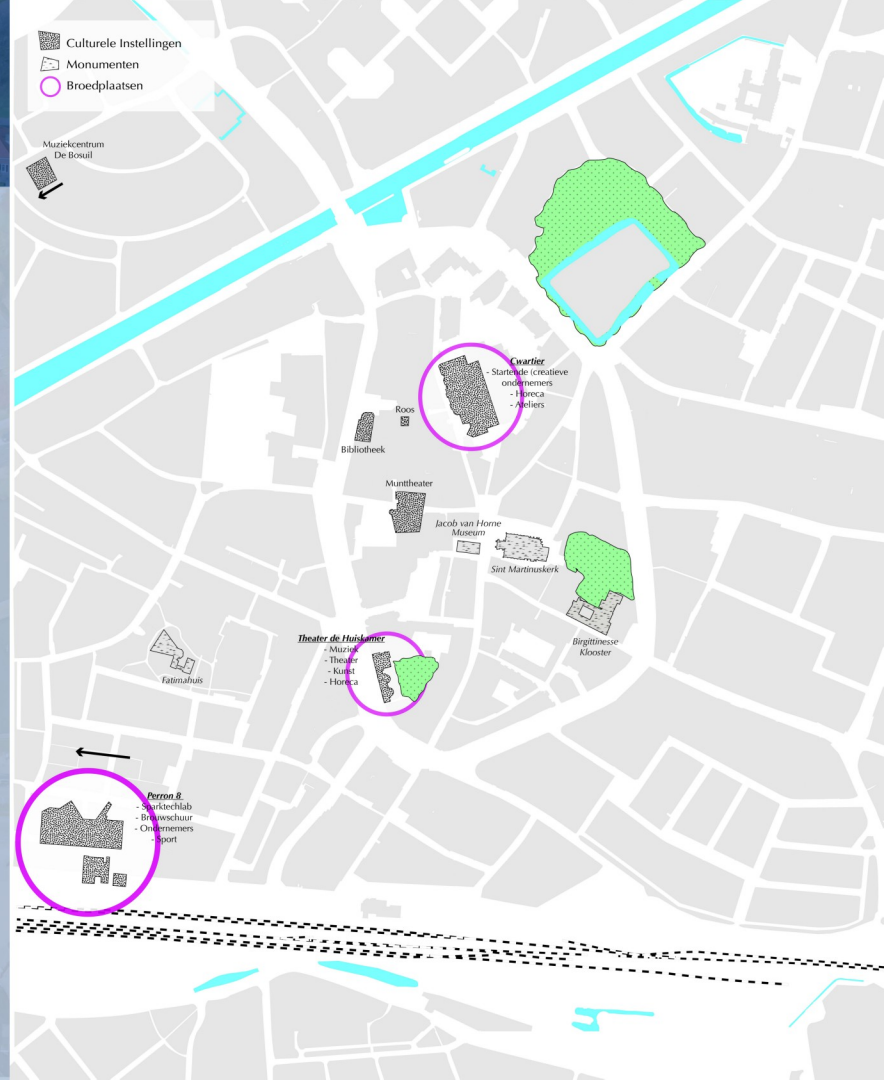 Culturele Instellingen
Monumenten
Broedplaatsen
Muziekcentrum
De Bosuil
Cwartier
- Startende (creatieve
ondernemers
- Horeca
- Ateliers
Roos
Bibliotheek
Munttheater
Jacob van Horne
Museum
Sint Martinuskerk
Birgittinesse
Klooster
Theater de Huiskamer
- Muziek
- Theater
- Kunst
- Horeca
Fatimahuis
Perron 8
- Sparktechlab
- Brouwschuur
- Ondernemers
- Sport